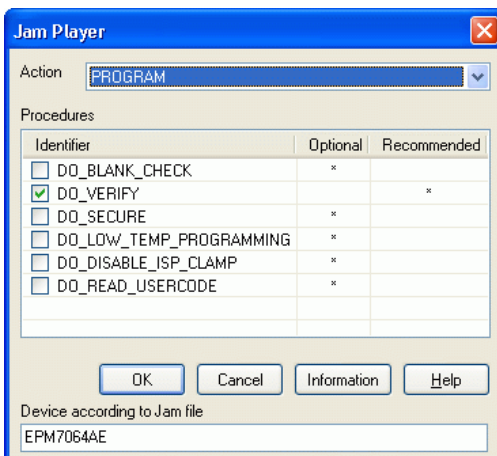 Jam Player
Action PROGRAM
Procedures
Identifier Optional Recommended
DO_BLANK_CHECK *
DO_VERIFY *
DO_SECURE *
DO_LOW_TEMP_PROGRAMMING *
DO_DISABLE_ISP_CLAMP *
DO_READ_USERCODE *
OK Cancel Information Help
Device according to Jam file
EPM7064AE